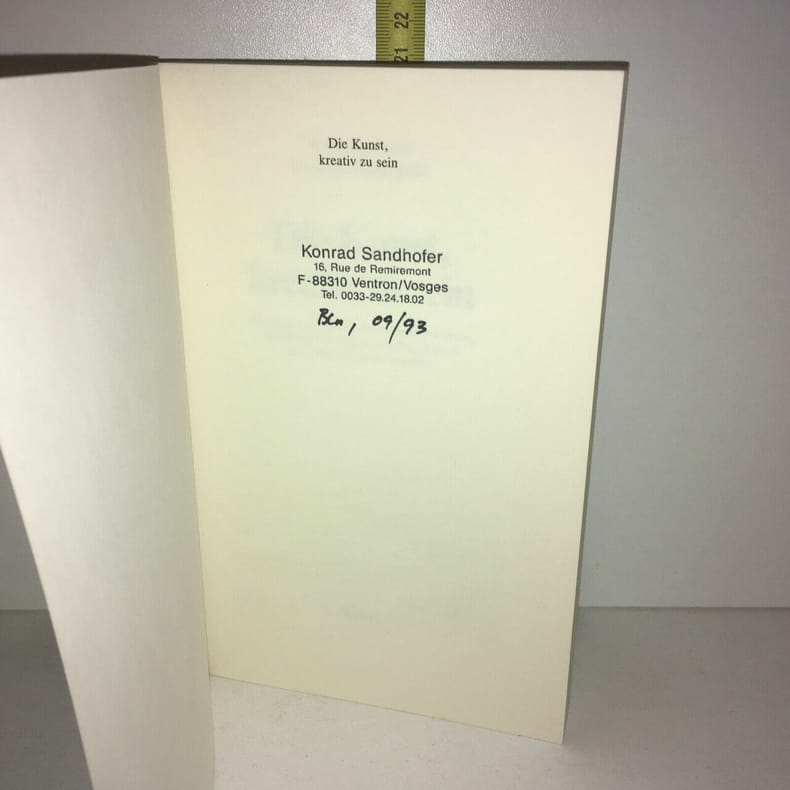 22
21
Die Kunst,
kreativ zu sein
Konrad Sandhofer
16, Rue de Remiremont
F-88310 Ventron/Vosges
Tel. 0033-29.24.18.02
Bln, 09/93